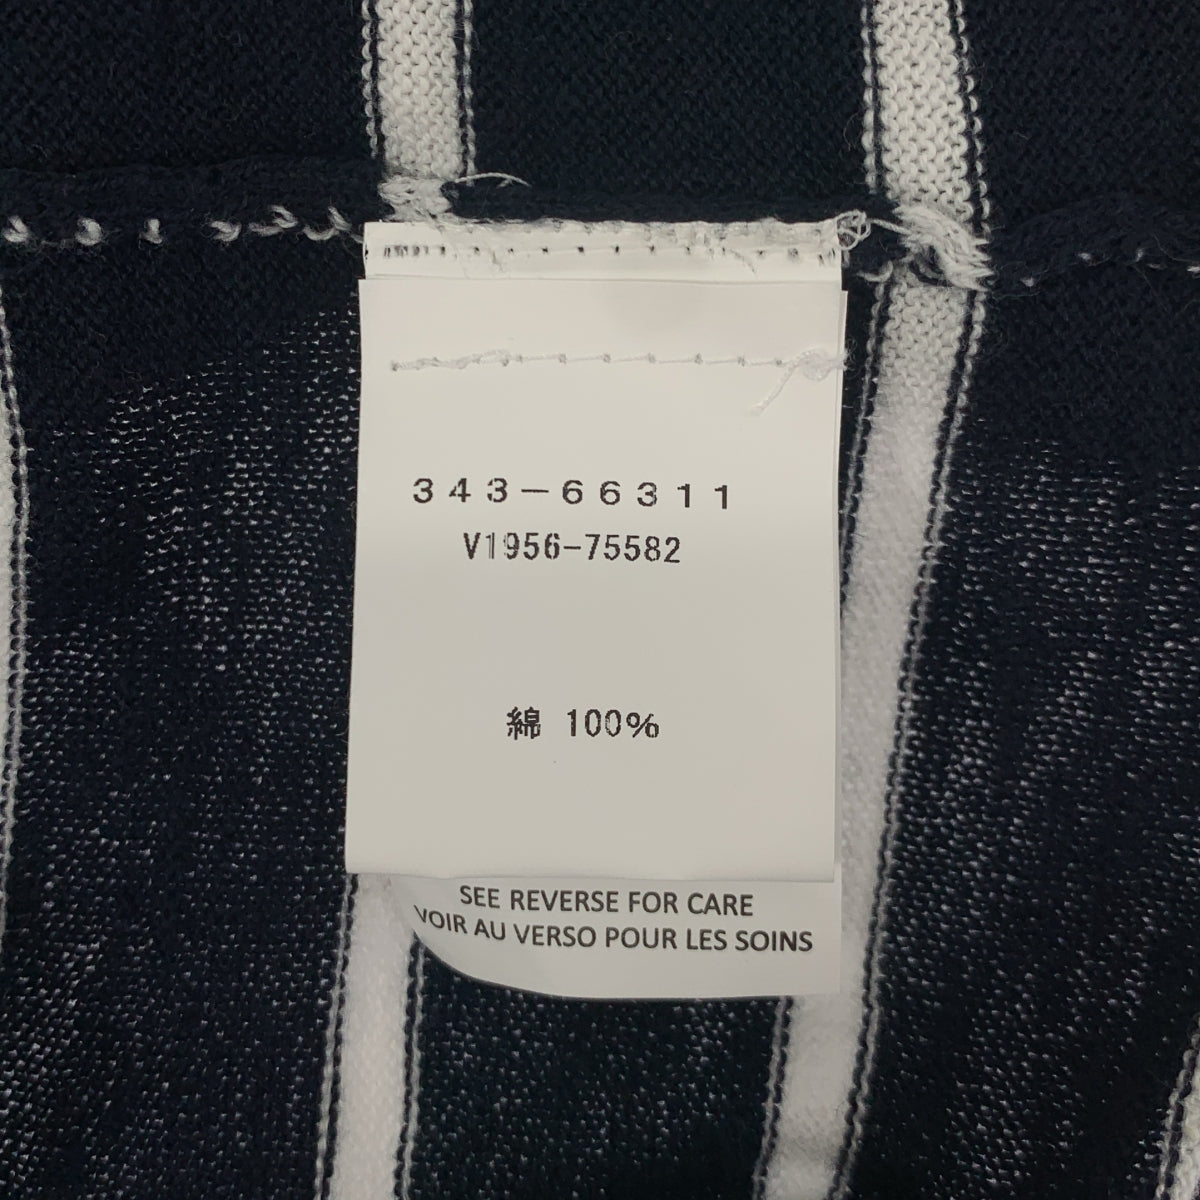 343-66311
V1956-75582
綿 100%
SEE REVERSE FOR CARE
VOIR AU VERSO POUR LES SOINS